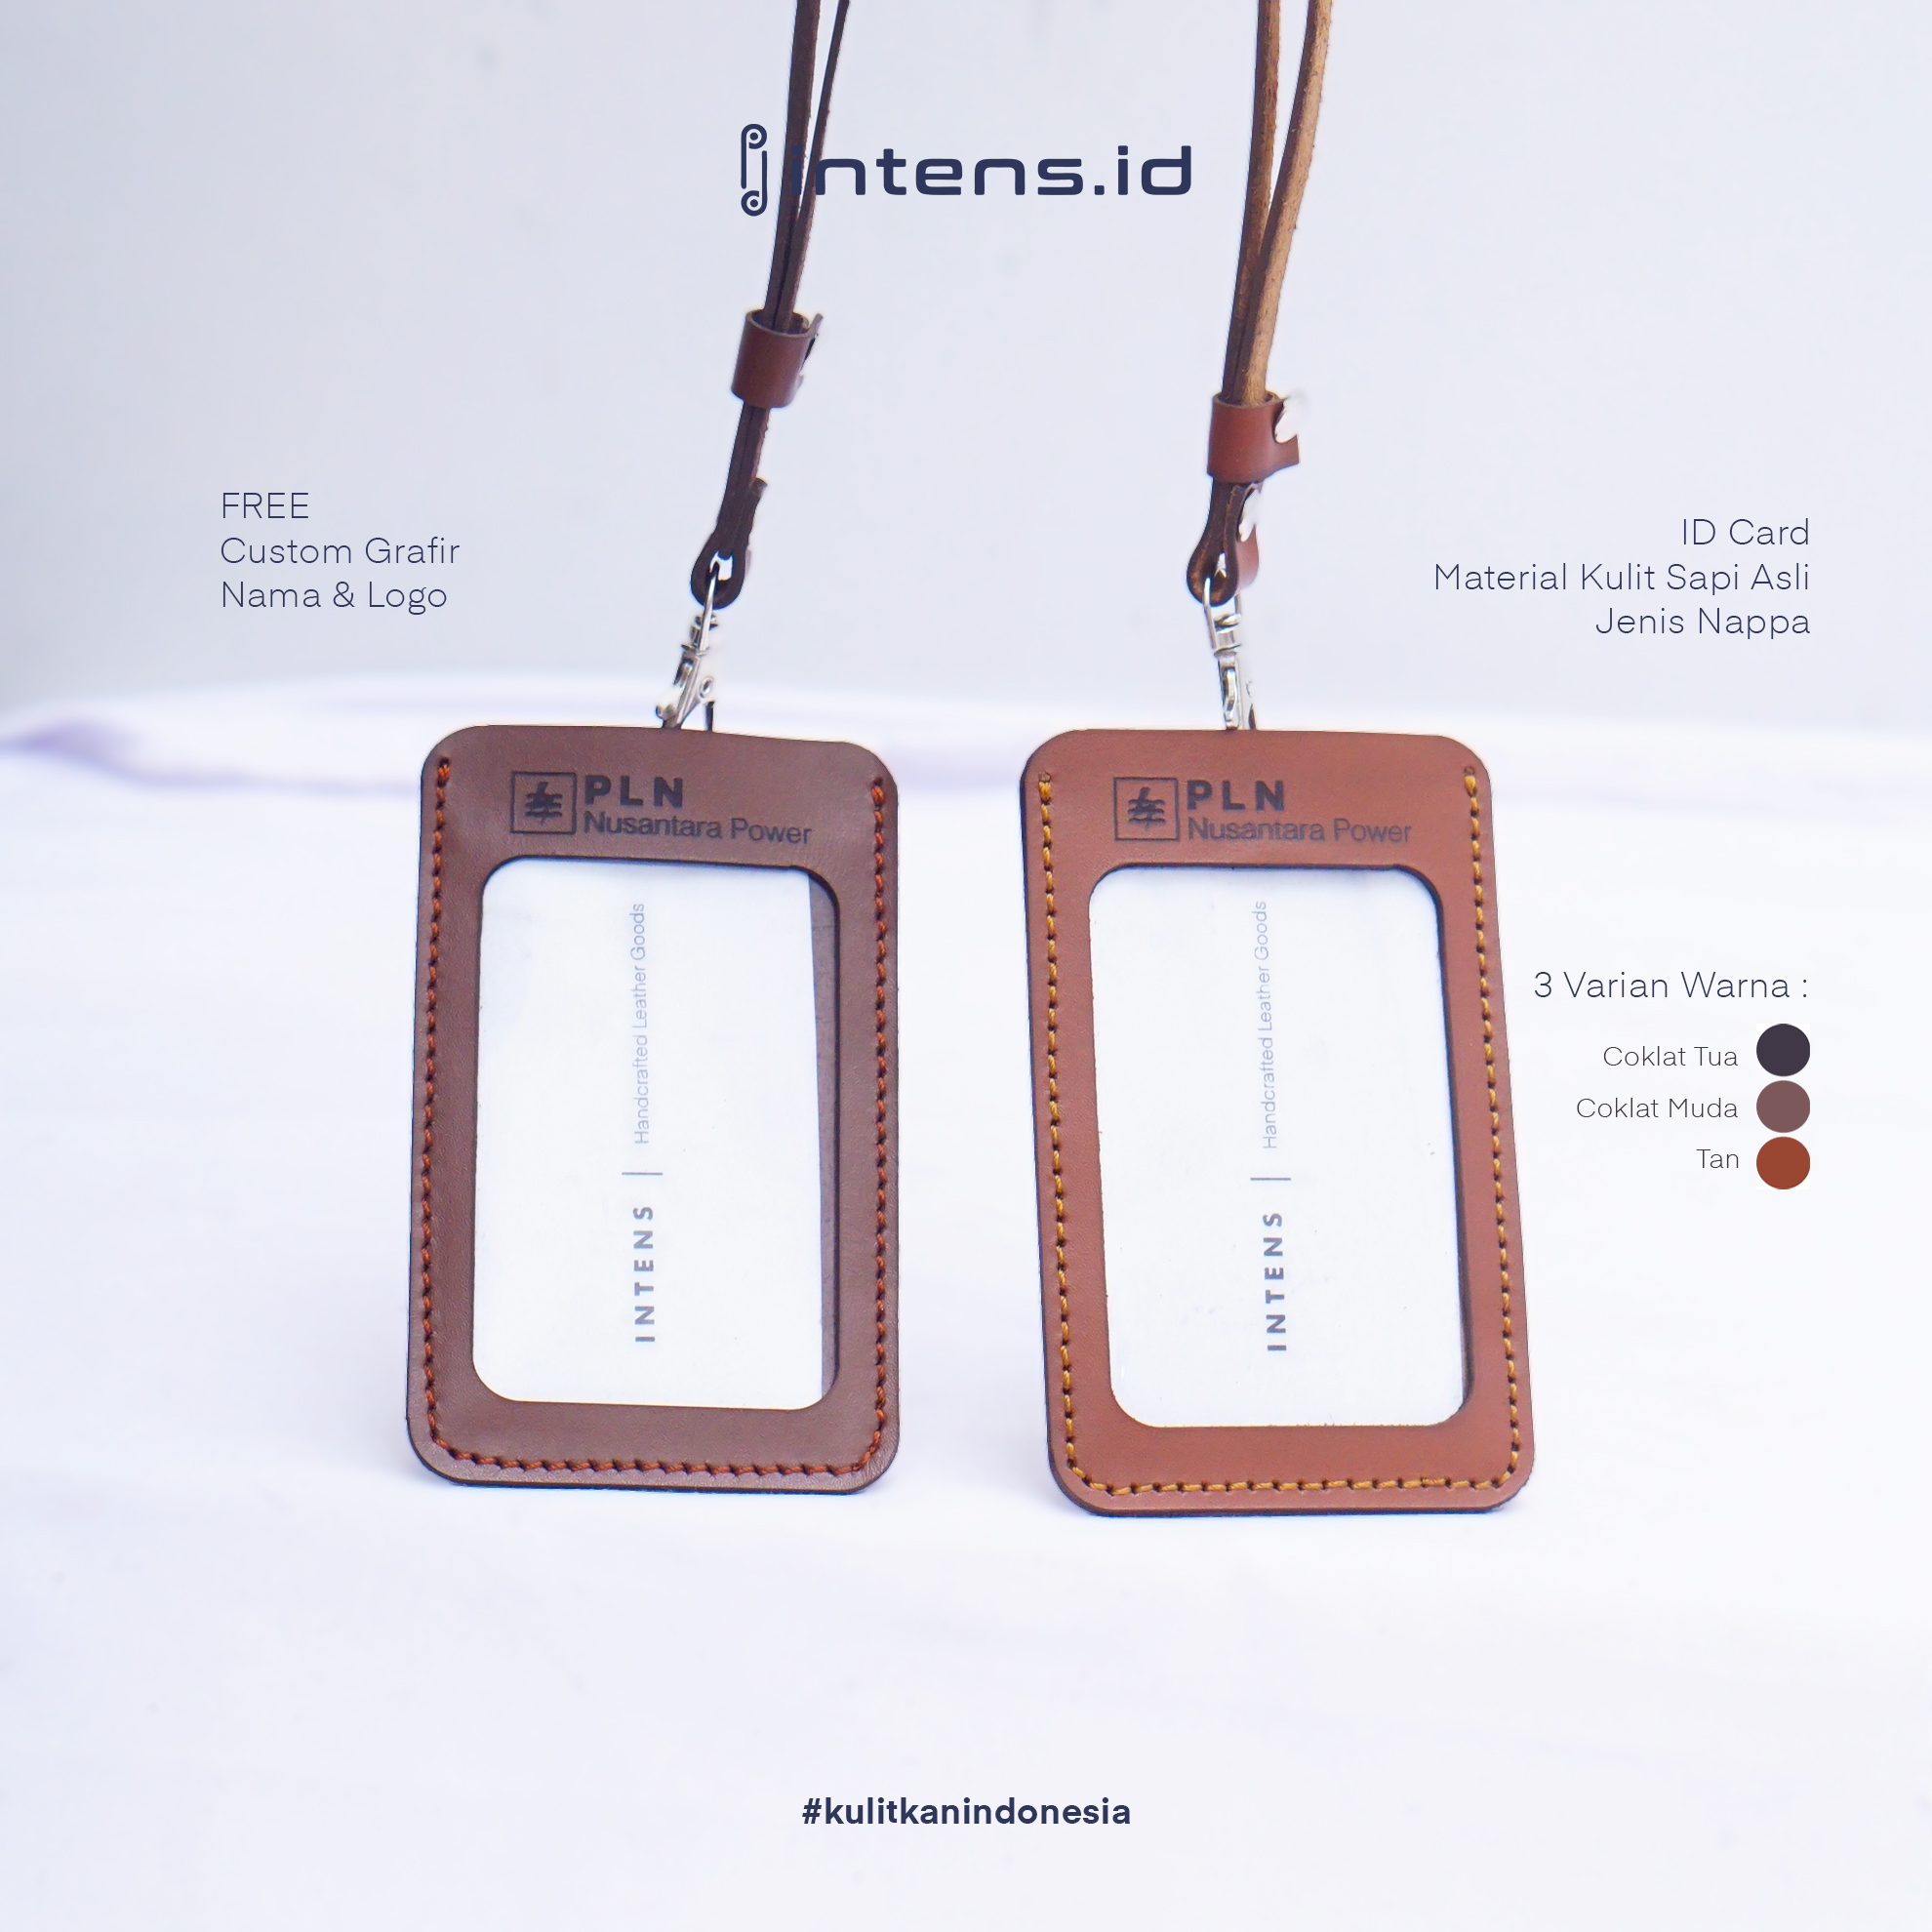 intens.id
FREE
Custom Grafir
Nama & Logo
ID Card
Material Kulit Sapi Asli
Jenis Nappa
PLN
Nusantara Power
INTENS | Handcrafted Leather Goods
PLN
Nusantara Power
INTENS | Handcrafted Leather Goods
3 Varian Warna :
Coklat Tua
Coklat Muda
Tan
#kulitkanindonesia